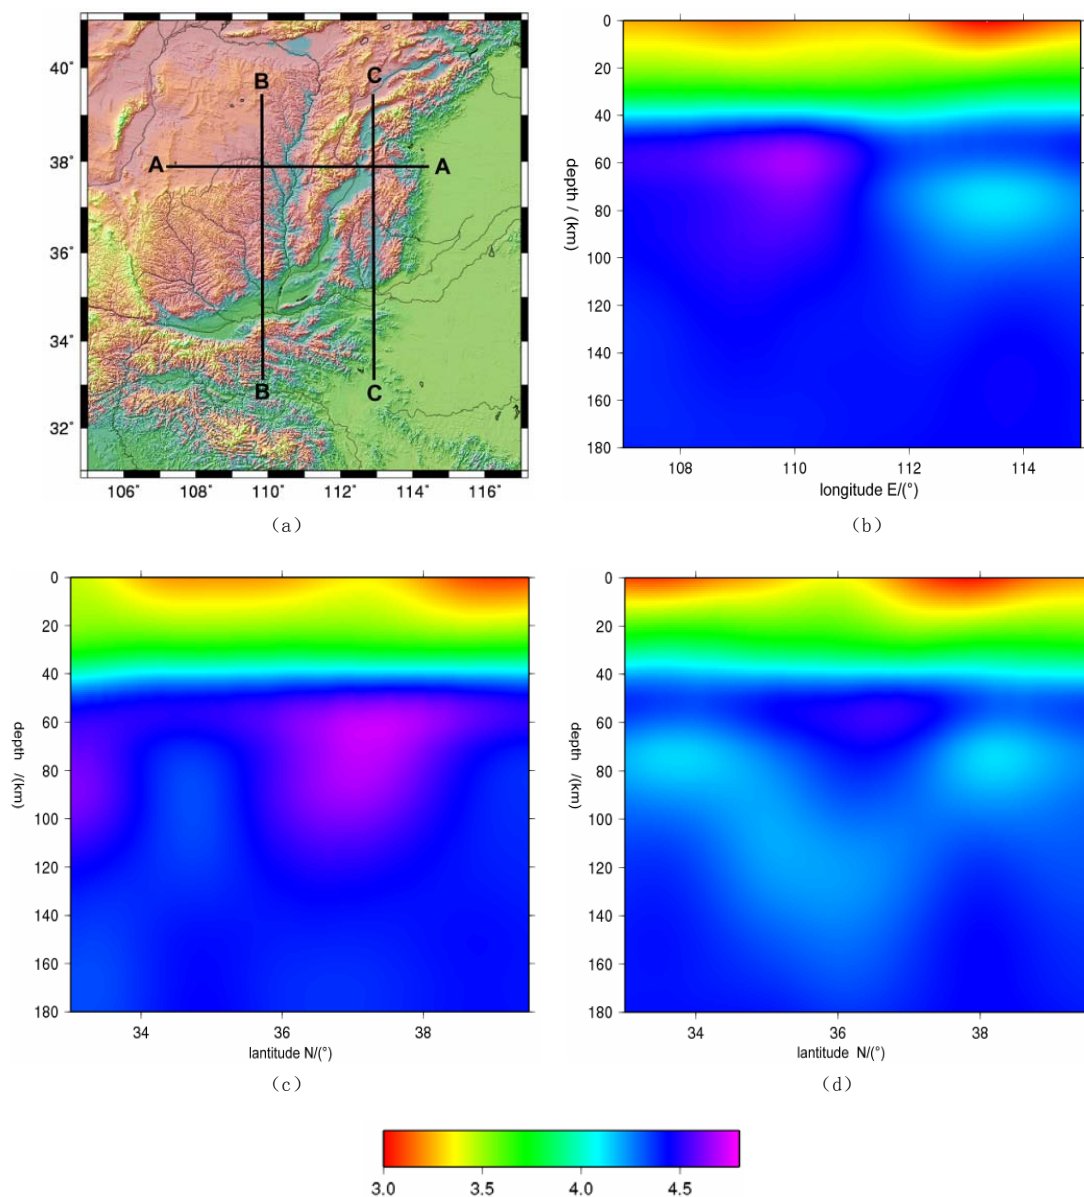 40°
38°
36°
34°
32°
106° 108° 110° 112° 114° 116°
B
C
A
A
B
C
(a)
0
20
40
60
80
100
120
140
160
180
depth / (km)
108 110 112 114
longitude E/(°)
(b)
0
20
40
60
80
100
120
140
160
180
depth /(km)
34 36 38
lantitude N/(°)
(c)
0
20
40
60
80
100
120
140
160
180
depth /(km)
34 36 38
lantitude N/(°)
(d)
3.0 3.5 4.0 4.5